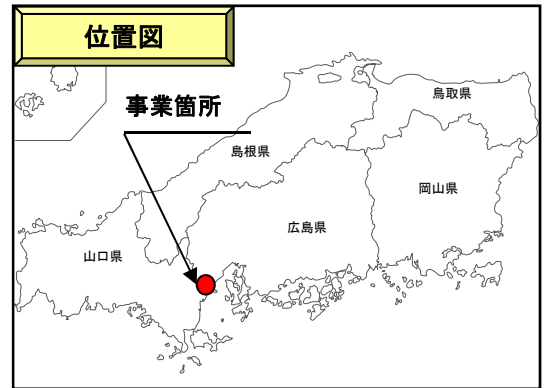 位置図
事業箇所
鳥取県
島根県
岡山県
広島県
山口県